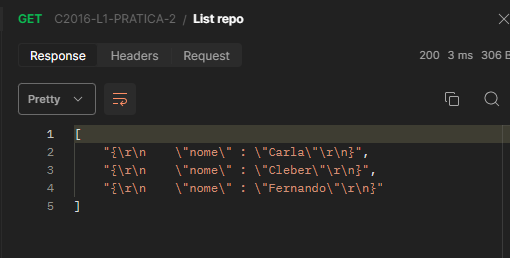 GET C2016-L1-PRATICA-2 / List repo
Response Headers Request 200 3 ms 306 B
Pretty
1 [
2 "{\r\n    \"nome\" : \"Carla\"\r\n}",
3 "{\r\n    \"nome\" : \"Cleber\"\r\n}",
4 "{\r\n    \"nome\" : \"Fernando\"\r\n}"
5 ]